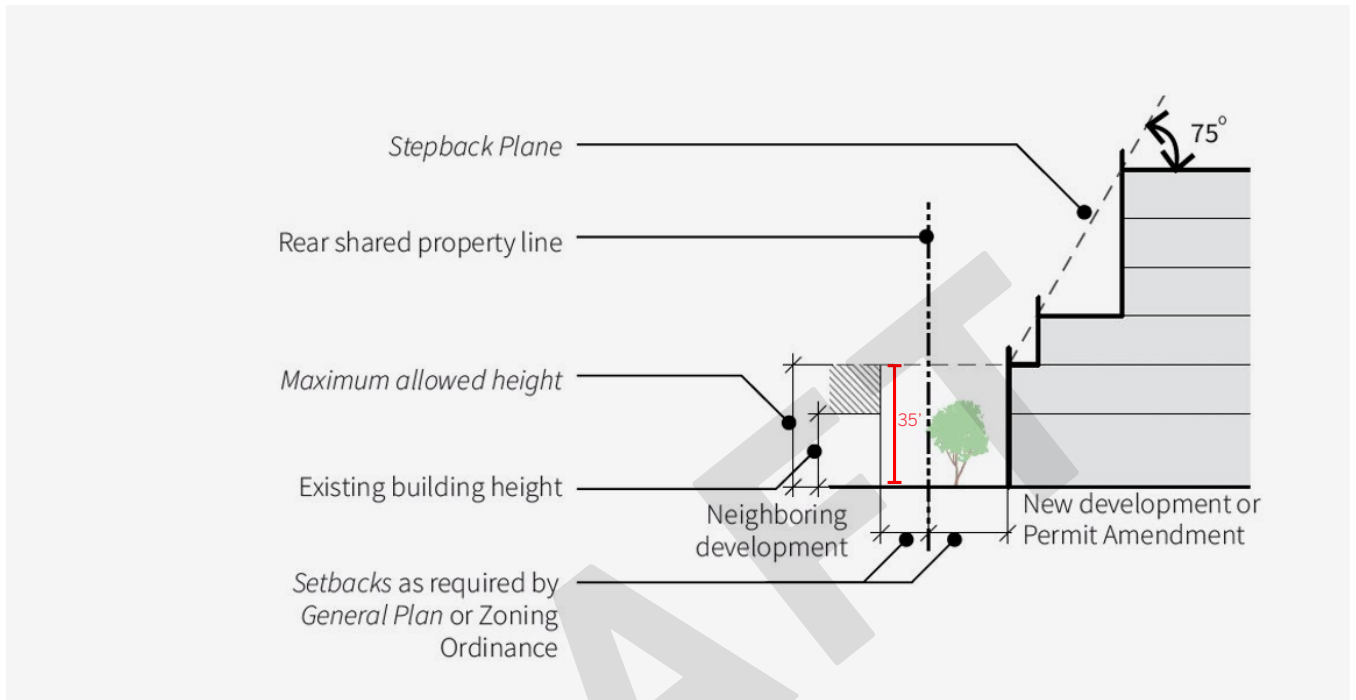 75°
Stepback Plane
Rear shared property line
Maximum allowed height
35'
Existing building height
Neighboring
development
New development or
Permit Amendment
Setbacks as required by
General Plan or Zoning
Ordinance
AFT